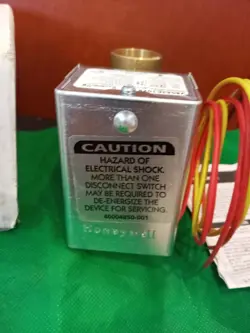 CAUTION
HAZARD OF
ELECTRICAL SHOCK.
MORE THAN ONE
DISCONNECT SWITCH
MAY BE REQUIRED TO
DE-ENERGIZE THE
DEVICE FOR SERVICING.
Honeywell